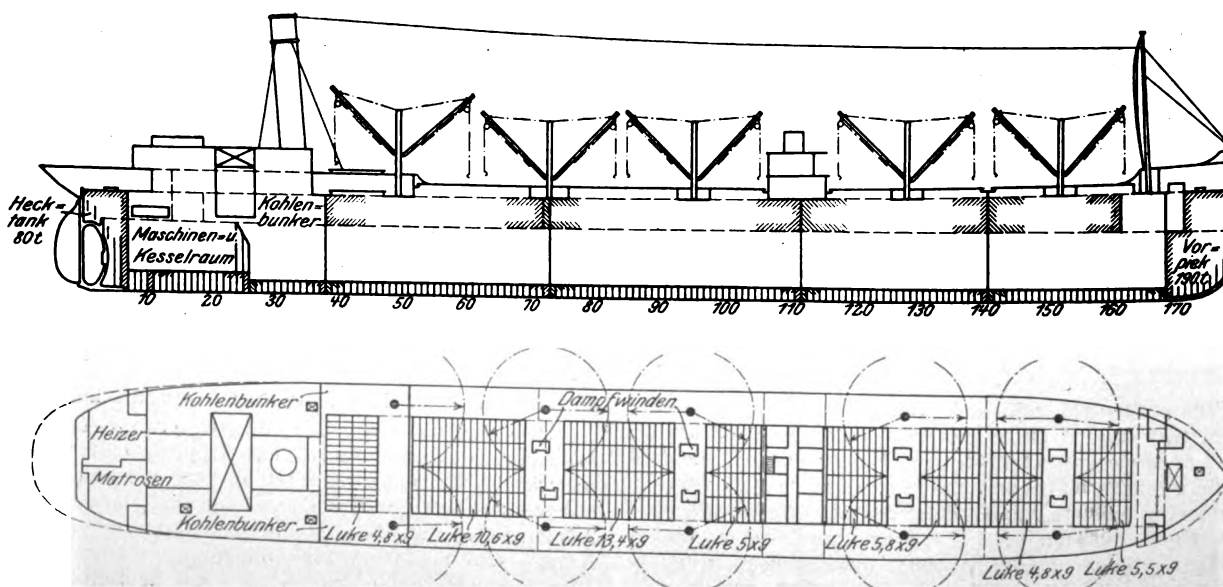 Heck=
tank
80t
Maschinen=u.
Kesselraum
Kohlen=
bunker
Vor=
piek
190t
10 20 30 40 50 60 70 80 90 100 110 120 130 140 150 160 170
Kohlenbunker
Heizer
Matrosen
Kohlenbunker
Dampfwinden
Luke 4,8x9 Luke 10,6x9 Luke 13,4x9 Luke 5x9 Luke 5,8x9
Luke 4,8x9 Luke 5,5x9